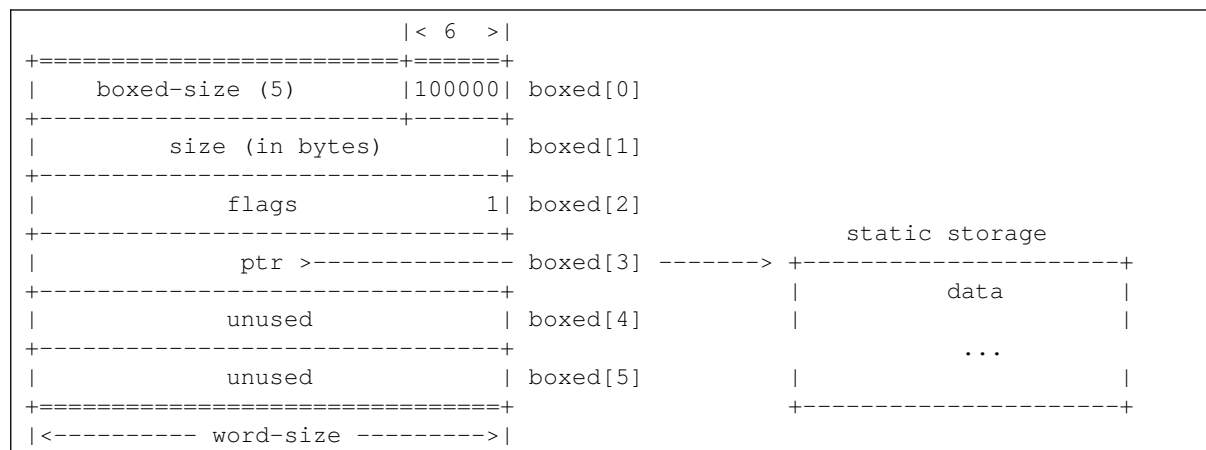 |< 6  >|
+=========================+======+
|    boxed-size (5)       |100000| boxed[0]
+-------------------------+------+
|         size (in bytes)        | boxed[1]
+--------------------------------+
|             flags             1| boxed[2]
+--------------------------------+                       static storage
|              ptr >-------------- boxed[3] -------> +----------------------+
+--------------------------------+                   |          data        |
|             unused             | boxed[4]          |                      |
+--------------------------------+                               ...
|             unused             | boxed[5]          |                      |
+================================+                   +----------------------+
|<---------- word-size --------->|